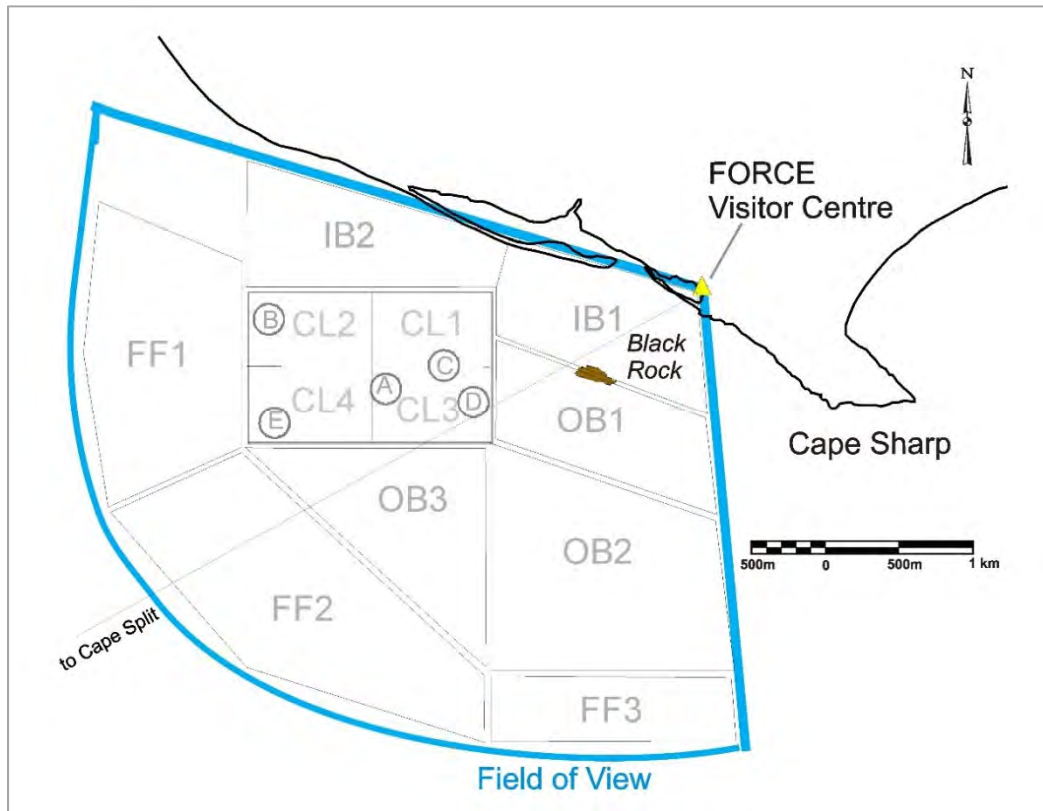 N
FORCE
Visitor Centre
IB2
IB1
B
CL2
CL1
Black
Rock
FF1
C
A
CL4
CL3
D
E
OB1
Cape Sharp
OB3
OB2
500m 0 500m 1 km
FF2
to Cape Split
FF3
Field of View